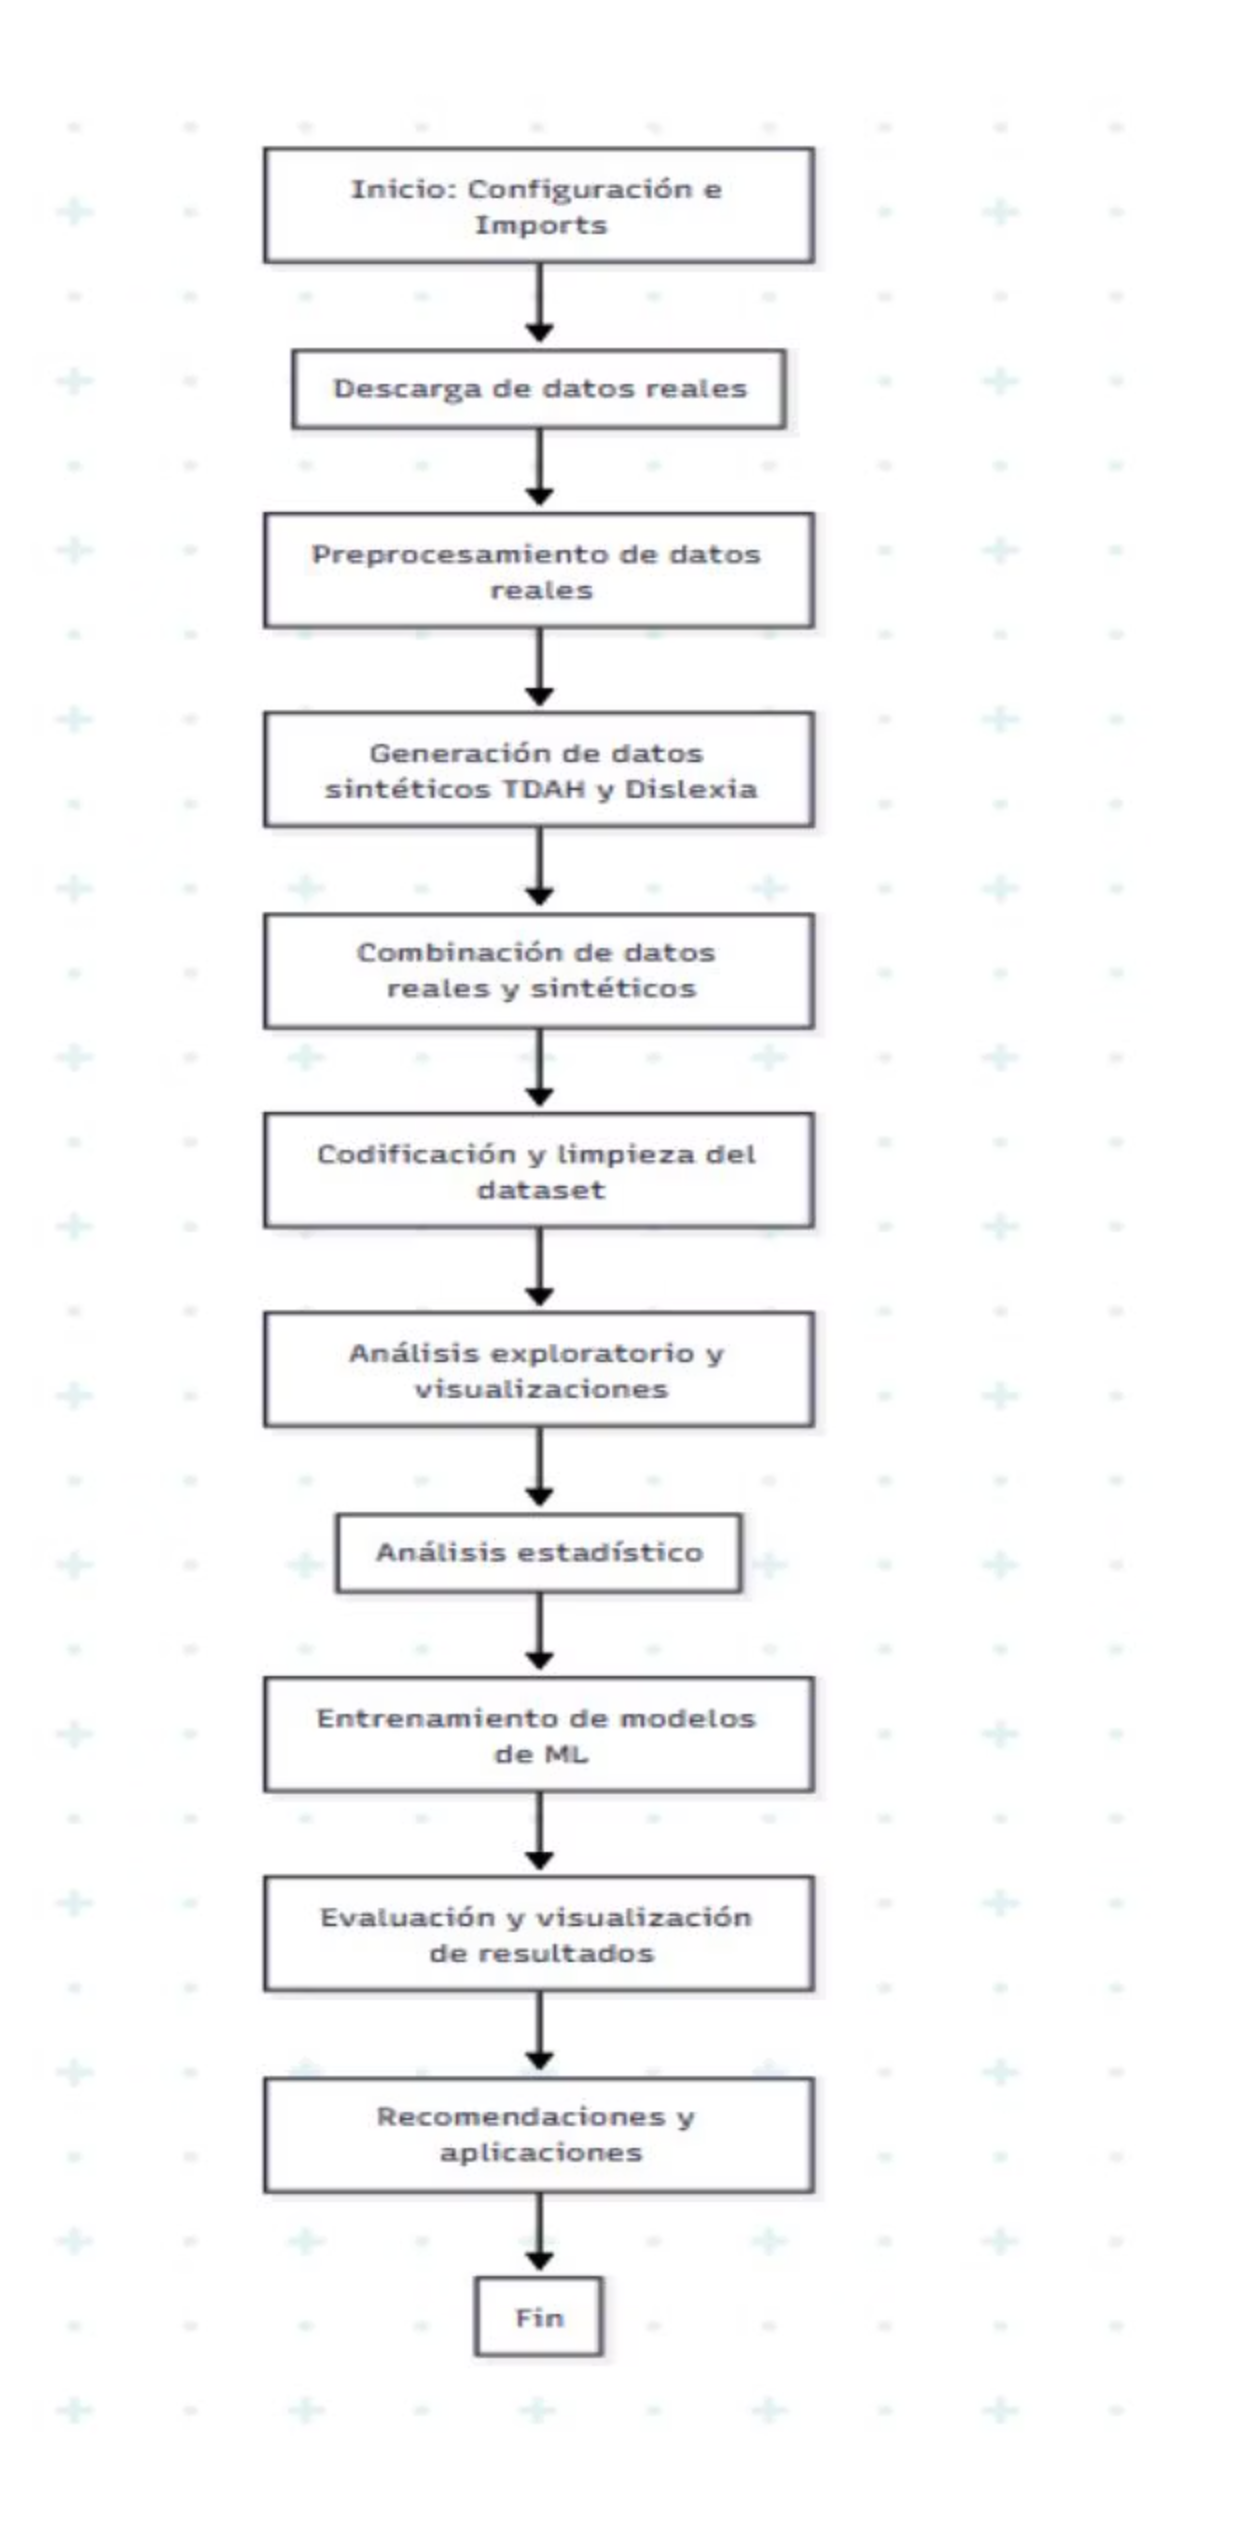 Inicio: Configuración e
Imports
Descarga de datos reales
Preprocesamiento de datos
reales
Generación de datos
sintéticos TDAH y Dislexia
Combinación de datos
reales y sintéticos
Codificación y limpieza del
dataset
Análisis exploratorio y
visualizaciones
Análisis estadístico
Entrenamiento de modelos
de ML
Evaluación y visualización
de resultados
Recomendaciones y
aplicaciones
Fin